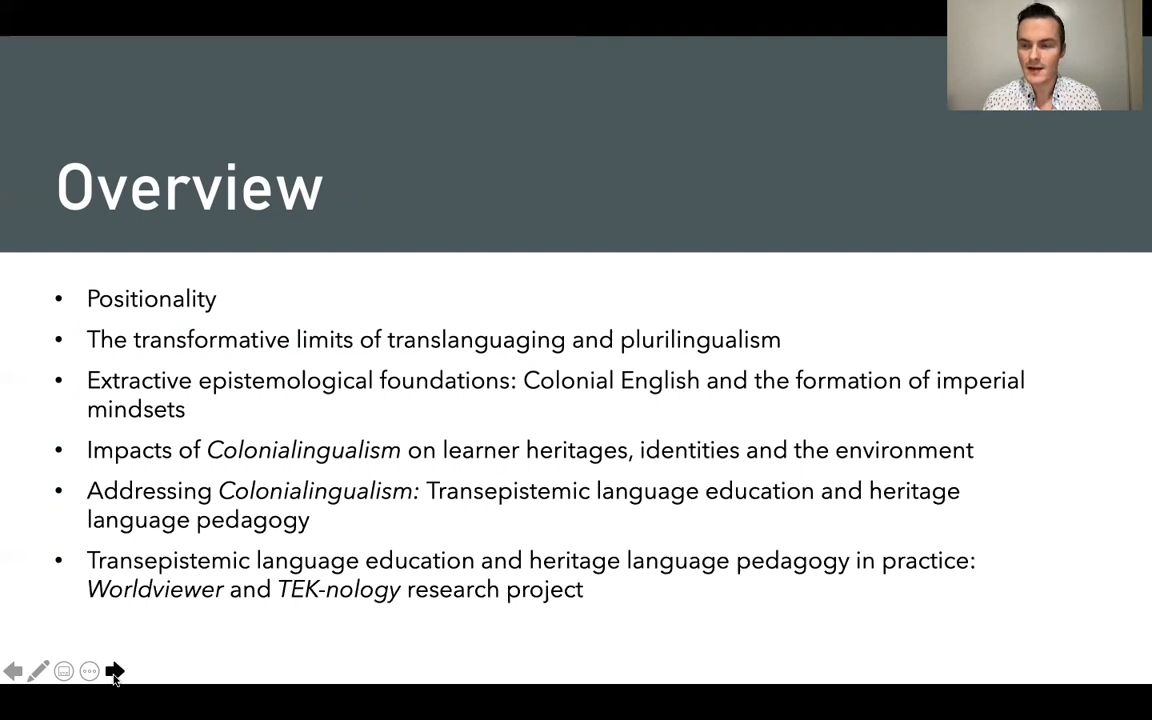 Overview
• Positionality
• The transformative limits of translanguaging and plurilingualism
• Extractive epistemological foundations: Colonial English and the formation of imperial
mindsets
• Impacts of Colonialingualism on learner heritages, identities and the environment
• Addressing Colonialingualism: Transepistemic language education and heritage
language pedagogy
• Transepistemic language education and heritage language pedagogy in practice:
Worldviewer and TEK-nology research project